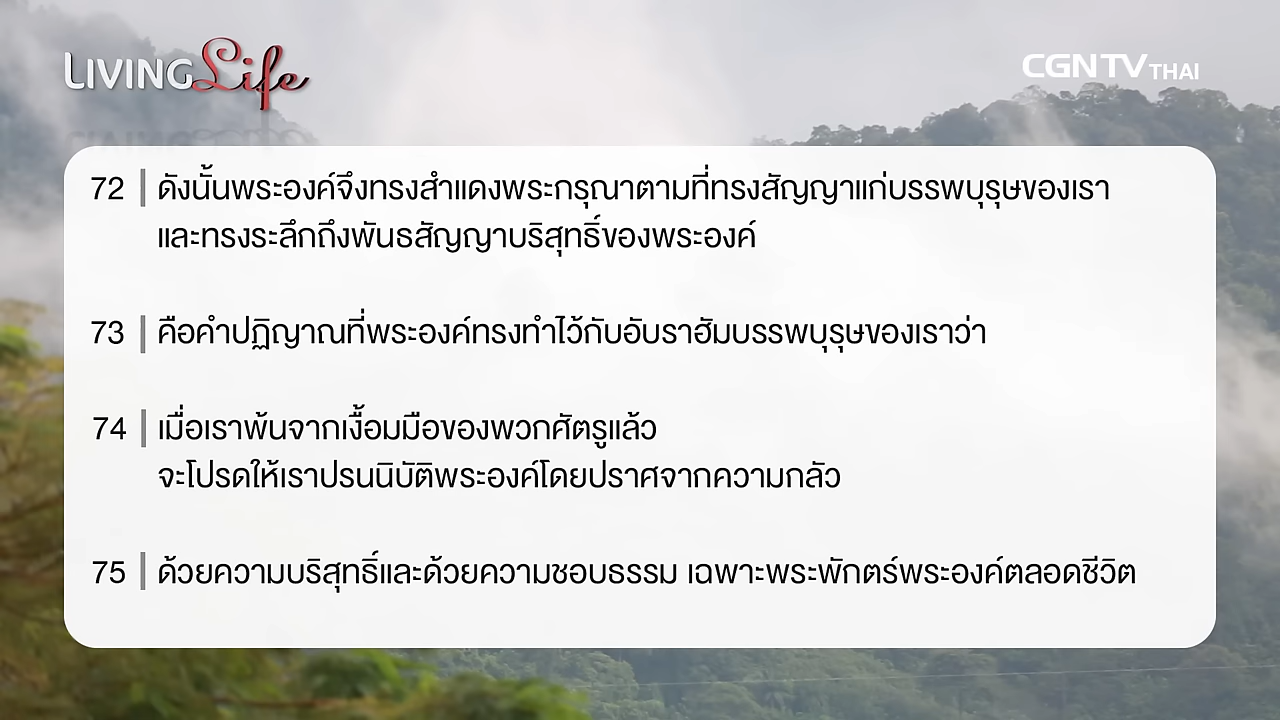 LIVING Life
CGNTV THAI
72 ดังนั้นพระองค์จึงทรงสำแดงพระกรุณาตามที่ทรงสัญญาแก่บรรพบุรุษของเรา
และทรงระลึกถึงพันธสัญญาบริสุทธิ์ของพระองค์
73 คือคำปฏิญาณที่พระองค์ทรงทำไว้กับอับราฮัมบรรพบุรุษของเราว่า
74 เมื่อเราพ้นจากเงื้อมมือของพวกศัตรูแล้ว
จะโปรดให้เราปรนนิบัติพระองค์โดยปราศจากความกลัว
75 ด้วยความบริสุทธิ์และด้วยความชอบธรรม เฉพาะพระพักตร์พระองค์ตลอดชีวิต